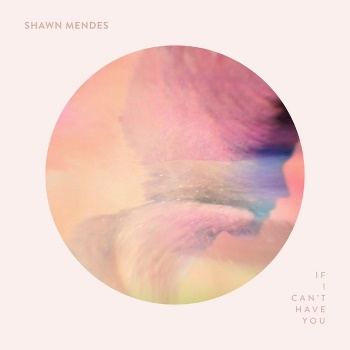 SHAWN MENDES
IF
I
CAN'T
HAVE
YOU